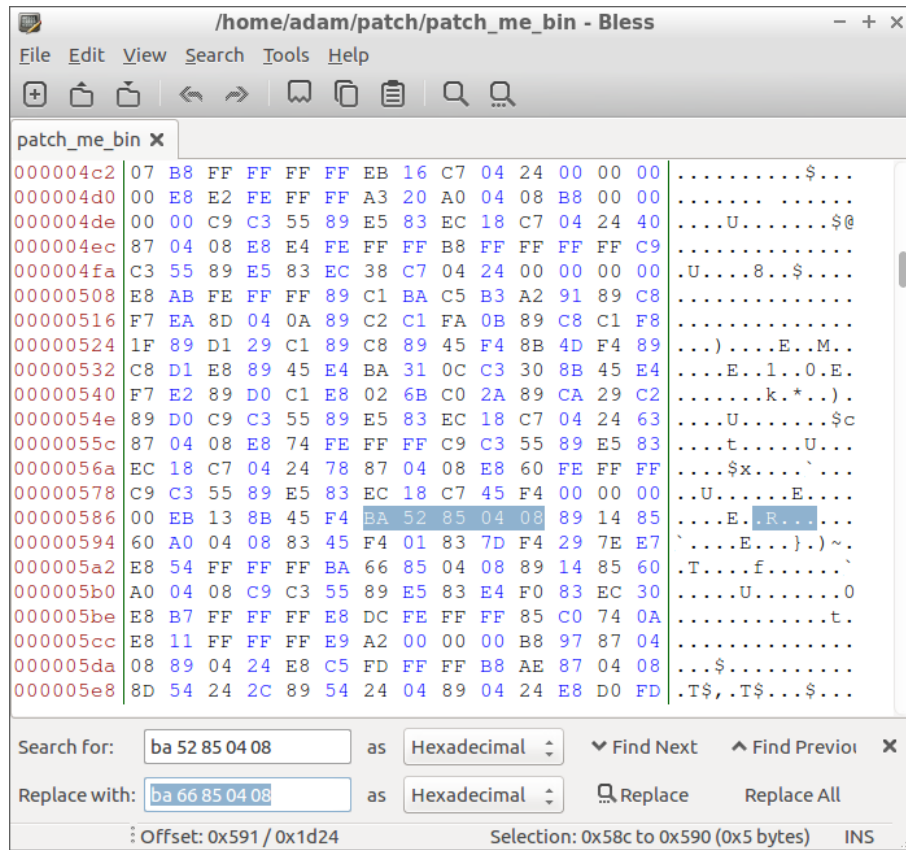 /home/adam/patch/patch_me_bin - Bless
File Edit View Search Tools Help
patch_me_bin
000004c2 07 B8 FF FF FF FF EB 16 C7 04 24 00 00 00 ..........$...
000004d0 00 E8 E2 FE FF FF A3 20 A0 04 08 B8 00 00 ....... ......
000004de 00 00 C9 C3 55 89 E5 83 EC 18 C7 04 24 40 ....U.......$@
000004ec 87 04 08 E8 E4 FE FF FF B8 FF FF FF FF C9 ..............
000004fa C3 55 89 E5 83 EC 38 C7 04 24 00 00 00 00 .U....8..$....
00000508 E8 AB FE FF FF 89 C1 BA C5 B3 A2 91 89 C8 ..............
00000516 F7 EA 8D 04 0A 89 C2 C1 FA 0B 89 C8 C1 F8 ..............
00000524 1F 89 D1 29 C1 89 C8 89 45 F4 8B 4D F4 89 ...)....E..M..
00000532 C8 D1 E8 89 45 E4 BA 31 0C C3 30 8B 45 E4 ....E..1..0.E.
00000540 F7 E2 89 D0 C1 E8 02 6B C0 2A 89 CA 29 C2 .......k.*..).
0000054e 89 D0 C9 C3 55 89 E5 83 EC 18 C7 04 24 63 ....U.......$c
0000055c 87 04 08 E8 74 FE FF FF C9 C3 55 89 E5 83 ....t.....U...
0000056a EC 18 C7 04 24 78 87 04 08 E8 60 FE FF FF ....$x....`...
00000578 C9 C3 55 89 E5 83 EC 18 C7 45 F4 00 00 00 ..U......E....
00000586 00 EB 13 8B 45 F4 BA 52 85 04 08 89 14 85 ....E..R......
00000594 60 A0 04 08 83 45 F4 01 83 7D F4 29 7E E7 `....E...}.)~.
000005a2 E8 54 FF FF FF BA 66 85 04 08 89 14 85 60 .T....f......`
000005b0 A0 04 08 C9 C3 55 89 E5 83 E4 F0 83 EC 30 .....U.......0
000005be E8 B7 FF FF FF E8 DC FE FF FF 85 C0 74 0A ............t.
000005cc E8 11 FF FF FF E9 A2 00 00 00 B8 97 87 04 ..............
000005da 08 89 04 24 E8 C5 FD FF FF B8 AE 87 04 08 ...$..........
000005e8 8D 54 24 2C 89 54 24 04 89 04 24 E8 D0 FD .T$,.T$...$...
Search for: ba 52 85 04 08 as Hexadecimal Find Next Find Previou
Replace with: ba 66 85 04 08 as Hexadecimal Replace Replace All
Offset: 0x591 / 0x1d24 Selection: 0x58c to 0x590 (0x5 bytes) INS